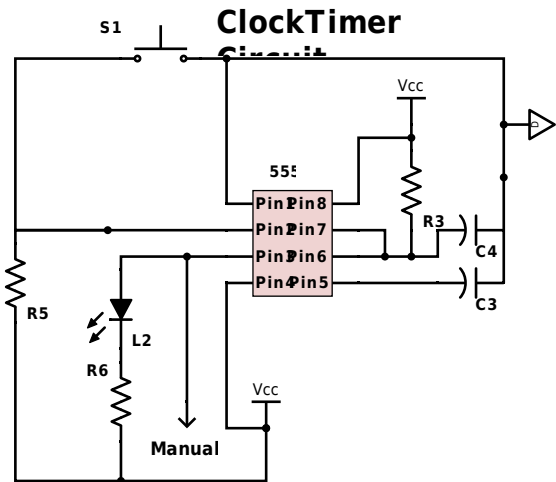 ClockTimer
Circuit
S1
Vcc
D
555
Pin1 Pin8
R3
Pin2 Pin7
C4
Pin3 Pin6
Pin4 Pin5
C3
R5
L2
R6
Vcc
Manual